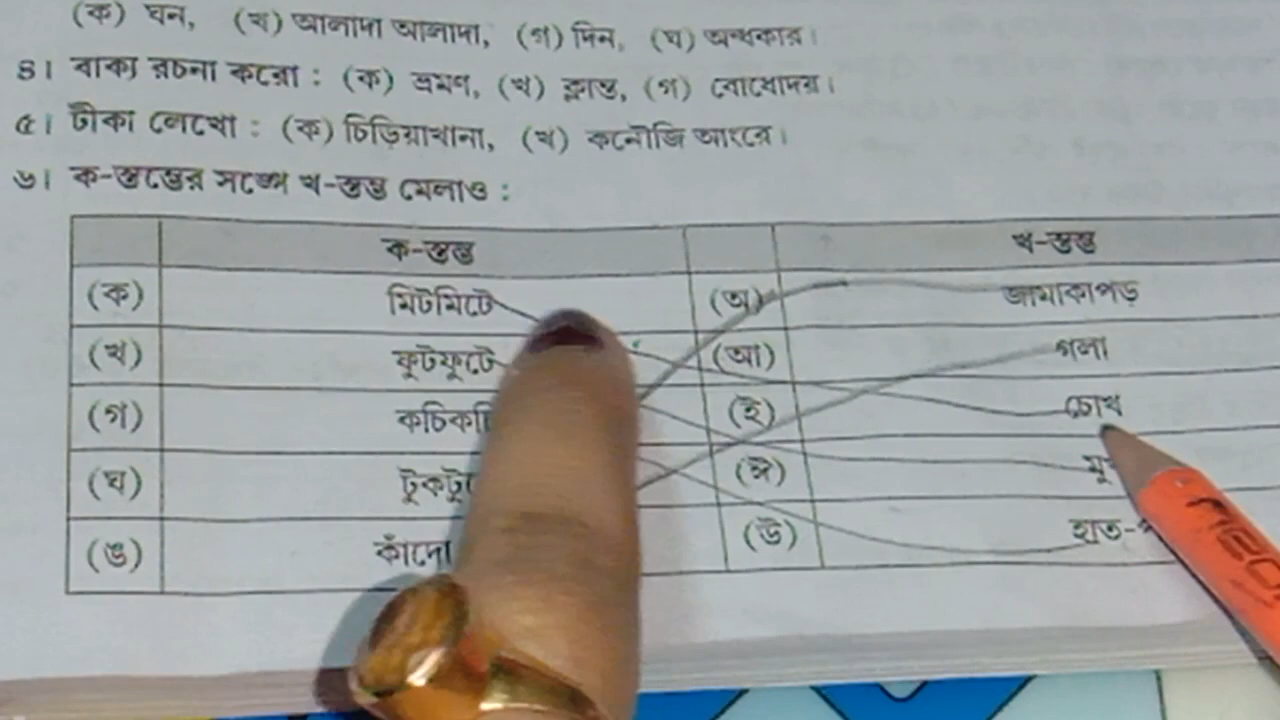 (ক) ঘন, (খ) আলাদা আলাদা, (গ) দিন, (ঘ) অন্ধকার।
৪। বাক্য রচনা করো : (ক) ভ্রমণ, (খ) ক্লান্ত, (গ) বোধোদয়।
৫। টীকা লেখো : (ক) চিড়িয়াখানা, (খ) কনৌজি আংরে।
৬। ক-স্তম্ভের সঙ্গে খ-স্তম্ভ মেলাও :
ক-স্তম্ভ খ-স্তম্ভ
(ক) মিটমিটে (অ) জামাকাপড়
(খ) ফুটফুটে (আ) গলা
(গ) (ই) চোখ
(ঘ) (ঈ)
(ঙ) (উ)